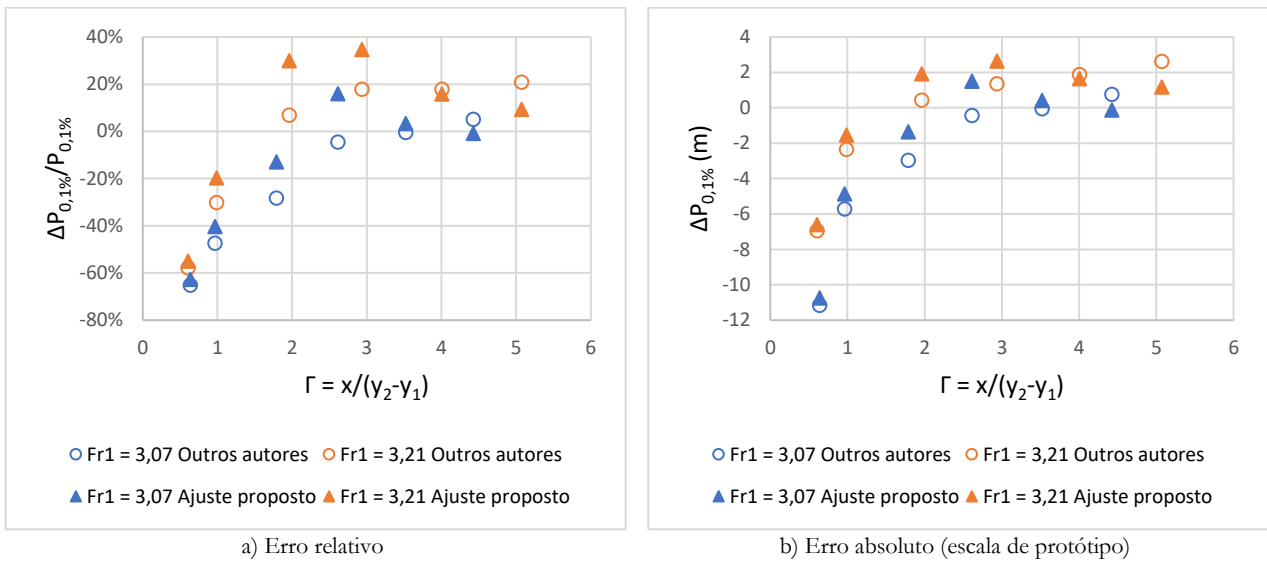 40%
20%
0%
-20%
-40%
-60%
-80%
ΔP0,1%/P0,1%
0 1 2 3 4 5 6
Γ = x/(y2-y1)
Fr1 = 3,07 Outros autores Fr1 = 3,21 Outros autores
Fr1 = 3,07 Ajuste proposto Fr1 = 3,21 Ajuste proposto
a) Erro relativo
4
2
0
-2
-4
-6
-8
-10
-12
ΔP0,1% (m)
0 1 2 3 4 5 6
Γ = x/(y2-y1)
Fr1 = 3,07 Outros autores Fr1 = 3,21 Outros autores
Fr1 = 3,07 Ajuste proposto Fr1 = 3,21 Ajuste proposto
b) Erro absoluto (escala de protótipo)